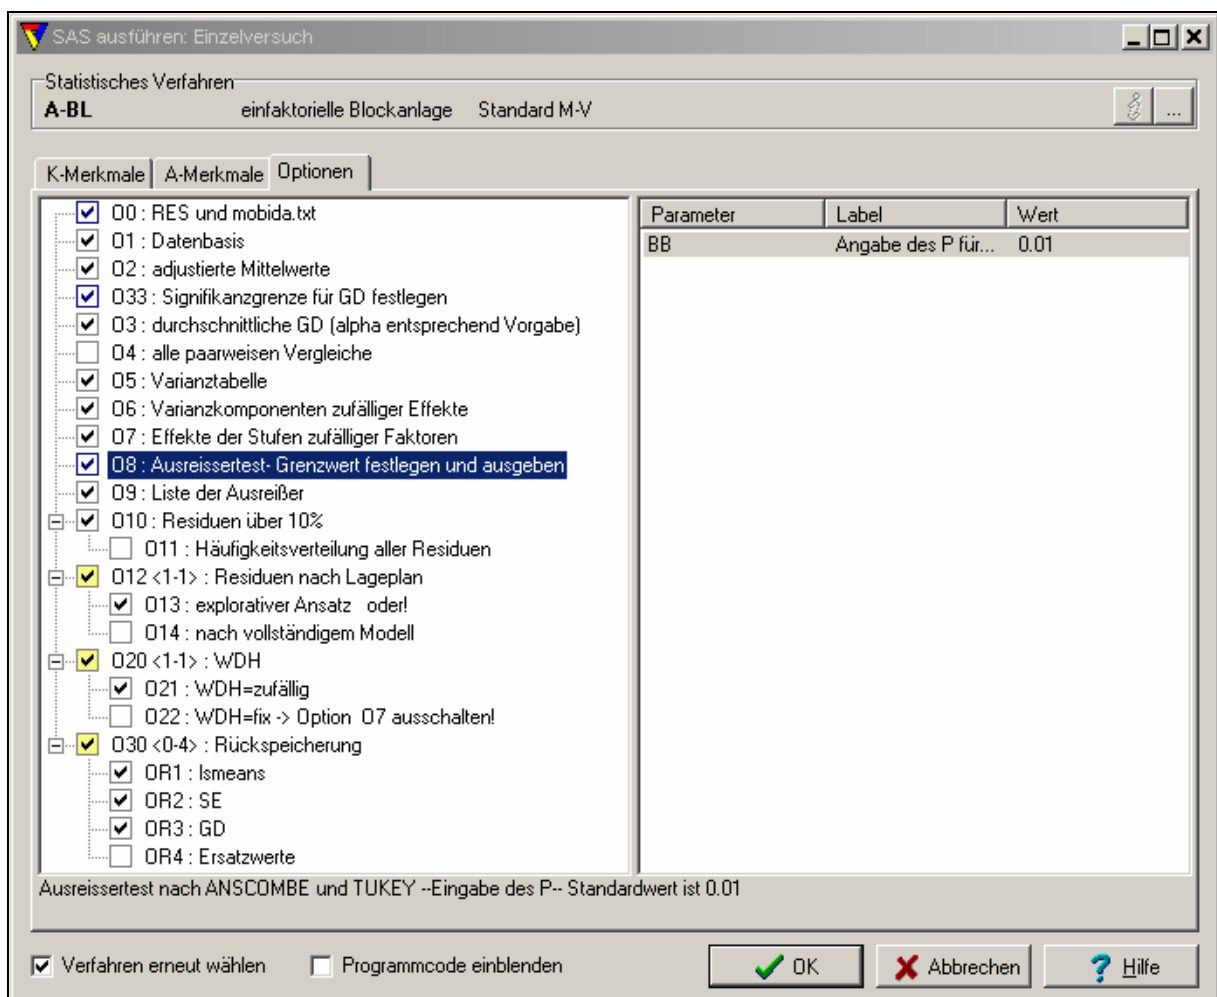 SAS ausführen: Einzelversuch
Statistisches Verfahren
A-BL einfaktorielle Blockanlage Standard M-V
...
K-Merkmale A-Merkmale Optionen
O0 : RES und mobida.txt
O1 : Datenbasis
O2 : adjustierte Mittelwerte
O33 : Signifikanzgrenze für GD festlegen
O3 : durchschnittliche GD (alpha entsprechend Vorgabe)
O4 : alle paarweisen Vergleiche
O5 : Varianztabelle
O6 : Varianzkomponenten zufälliger Effekte
O7 : Effekte der Stufen zufälliger Faktoren
O8 : Ausreissertest- Grenzwert festlegen und ausgeben
O9 : Liste der Ausreißer
O10 : Residuen über 10%
O11 : Häufigkeitsverteilung aller Residuen
O12 <1-1> : Residuen nach Lageplan
O13 : explorativer Ansatz oder!
O14 : nach vollständigem Modell
O20 <1-1> : WDH
O21 : WDH=zufällig
O22 : WDH=fix -> Option O7 ausschalten!
O30 <0-4> : Rückspeicherung
OR1 : lsmeans
OR2 : SE
OR3 : GD
OR4 : Ersatzwerte
Parameter Label Wert
BB Angabe des P für... 0.01
Ausreissertest nach ANSCOMBE und TUKEY --Eingabe des P-- Standardwert ist 0.01
Verfahren erneut wählen Programmcode einblenden OK Abbrechen Hilfe